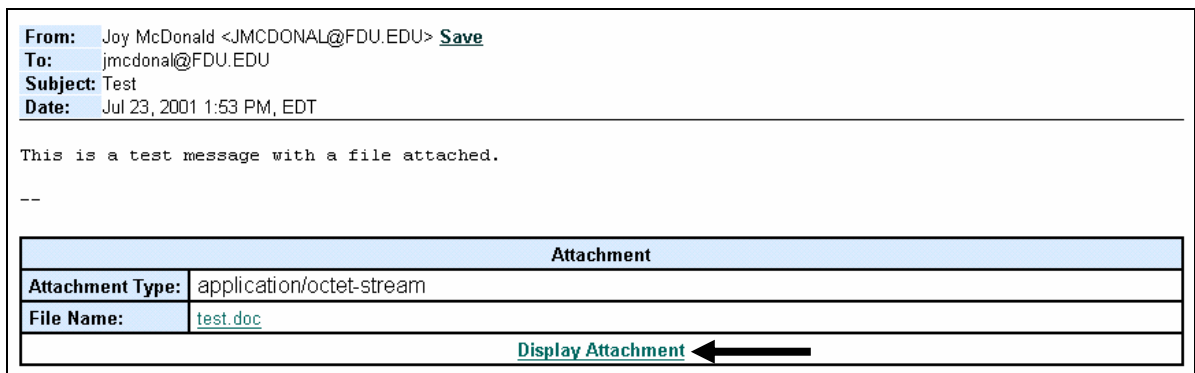 From: Joy McDonald <JMCDONAL@FDU.EDU> Save
To: jmcdonal@FDU.EDU
Subject: Test
Date: Jul 23, 2001 1:53 PM, EDT
This is a test message with a file attached.
--
Attachment
Attachment Type: application/octet-stream
File Name: test.doc
Display Attachment